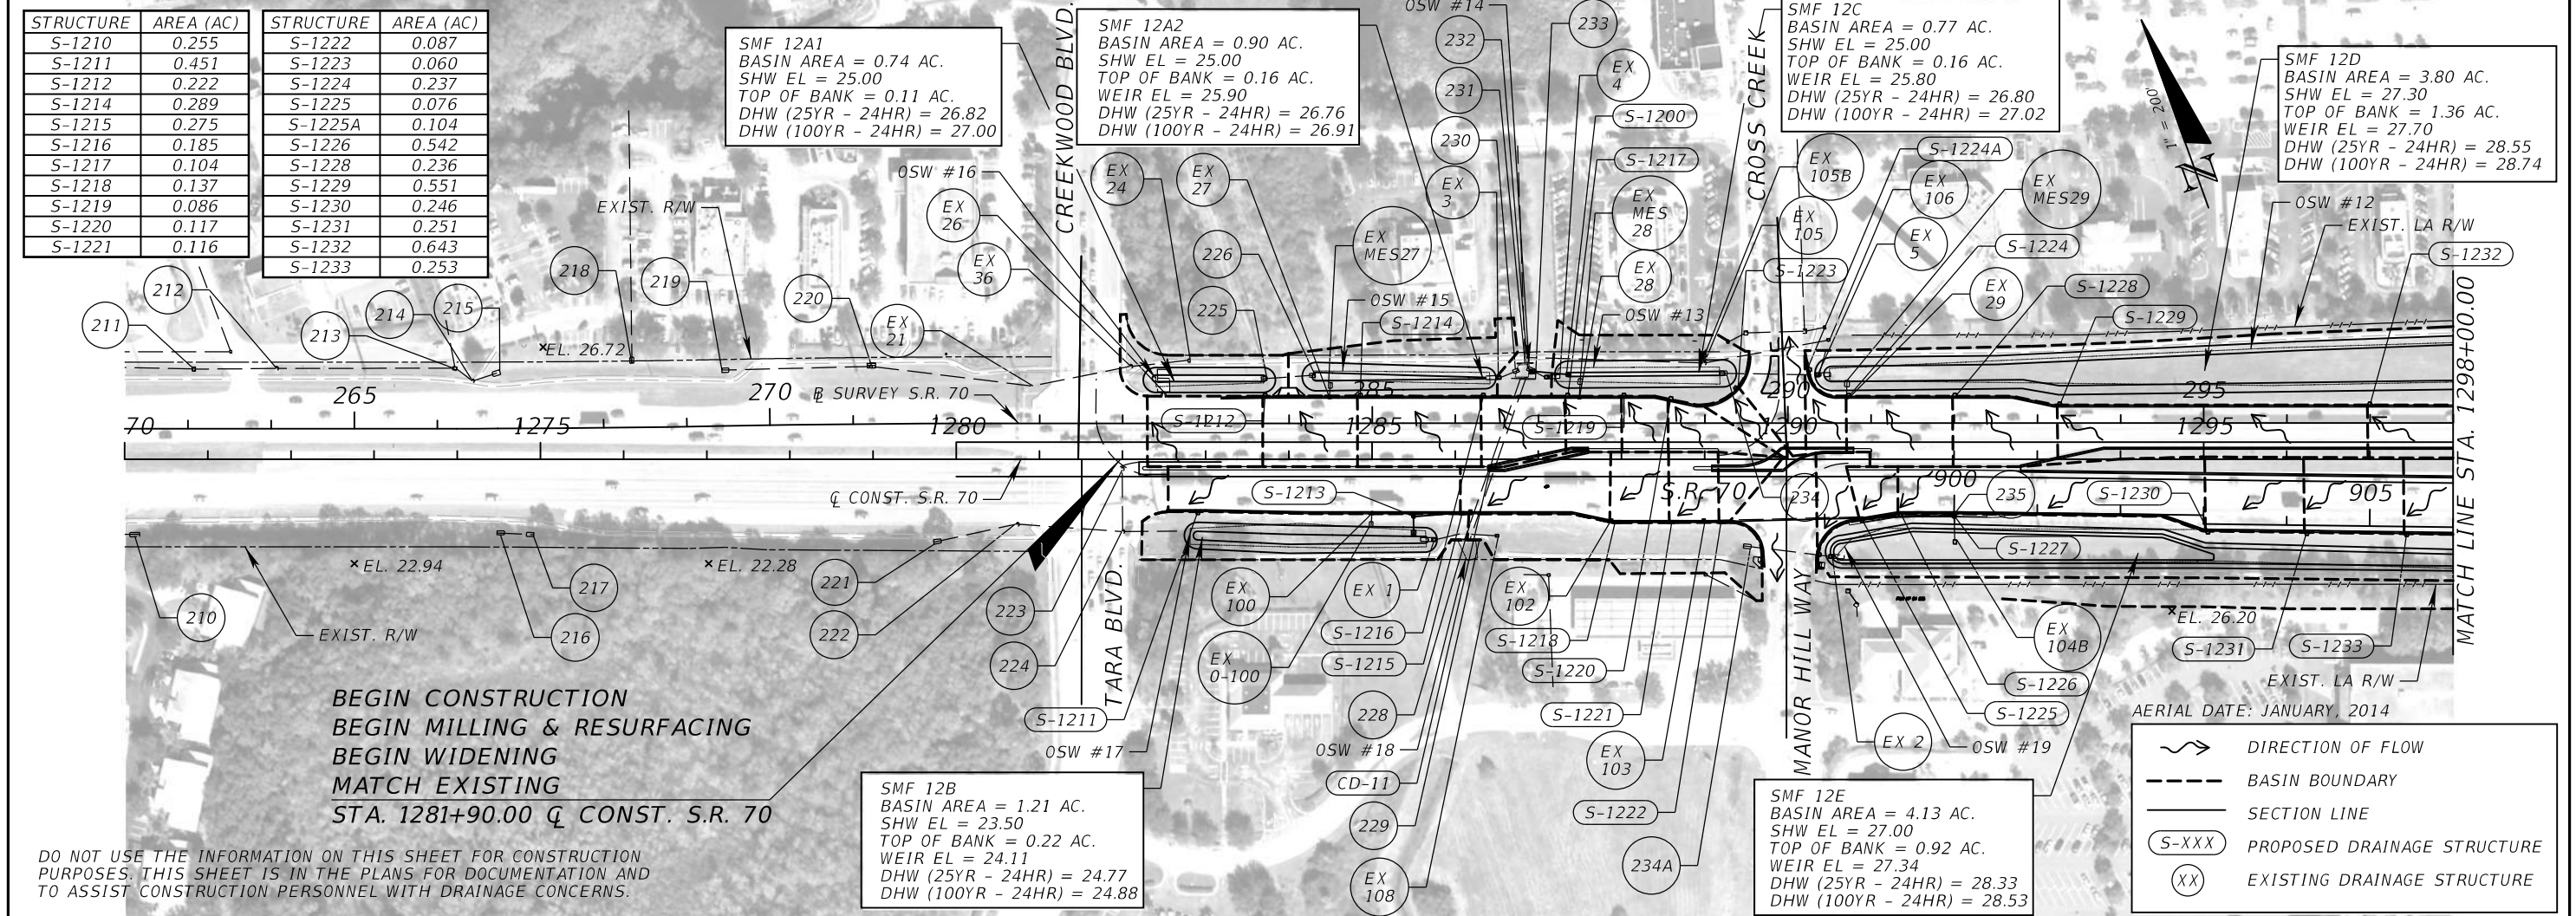 STRUCTURE AREA (AC) STRUCTURE AREA (AC)
S-1210 0.255 S-1222 0.087
S-1211 0.451 S-1223 0.060
S-1212 0.222 S-1224 0.237
S-1214 0.289 S-1225 0.076
S-1215 0.275 S-1225A 0.104
S-1216 0.185 S-1226 0.542
S-1217 0.104 S-1228 0.236
S-1218 0.137 S-1229 0.551
S-1219 0.086 S-1230 0.246
S-1220 0.117 S-1231 0.251
S-1221 0.116 S-1232 0.643
S-1233 0.253
SMF 12A1
BASIN AREA = 0.74 AC.
SHW EL = 25.00
TOP OF BANK = 0.11 AC.
DHW (25YR - 24HR) = 26.82
DHW (100YR - 24HR) = 27.00
CREEKWOOD BLVD.
SMF 12A2
BASIN AREA = 0.90 AC.
SHW EL = 25.00
TOP OF BANK = 0.16 AC.
WEIR EL = 25.90
DHW (25YR - 24HR) = 26.76
DHW (100YR - 24HR) = 26.91
OSW #14
232
231
230
EX 3
233
EX 4
S-1200
S-1217
EX MES 28
EX 28
OSW #13
CROSS CREEK
SMF 12C
BASIN AREA = 0.77 AC.
SHW EL = 25.00
TOP OF BANK = 0.16 AC.
WEIR EL = 25.80
DHW (25YR - 24HR) = 26.80
DHW (100YR - 24HR) = 27.02
1" = 200'
N
SMF 12D
BASIN AREA = 3.80 AC.
SHW EL = 27.30
TOP OF BANK = 1.36 AC.
WEIR EL = 27.70
DHW (25YR - 24HR) = 28.55
DHW (100YR - 24HR) = 28.74
EX 105B
EX 105
S-1223
S-1224A
EX 106
EX 5
EX MES29
S-1224
EX 29
S-1228
S-1229
OSW #12
EXIST. LA R/W
S-1232
MATCH LINE STA. 1298+00.00
211
212
213
214
215
EXIST. R/W
218
219
220
EX 21
EL. 26.72
OSW #16
EX 26
EX 36
EX 24
EX 27
226
225
EX MES27
OSW #15
S-1214
265
270
285
290
295
℄ SURVEY S.R. 70
70
1275
1280
S-1212
1285
S-1219
1290
1295
℄ CONST. S.R. 70
S-1213
S.R. 70
234
900
235
S-1230
905
EL. 22.94
EL. 22.28
210
EXIST. R/W
217
216
221
222
223
224
TARA BLVD.
S-1211
OSW #17
EX 100
EX 0-100
EX 1
S-1216
S-1215
228
OSW #18
CD-11
229
EX 108
EX 102
S-1218
S-1220
S-1221
EX 103
S-1222
234A
MANOR HILL WAY
S-1227
EX 104B
S-1226
S-1225
EX 2
OSW #19
EL. 26.20
S-1231
S-1233
EXIST. LA R/W
BEGIN CONSTRUCTION
BEGIN MILLING & RESURFACING
BEGIN WIDENING
MATCH EXISTING
STA. 1281+90.00 ℄ CONST. S.R. 70
SMF 12B
BASIN AREA = 1.21 AC.
SHW EL = 23.50
TOP OF BANK = 0.22 AC.
WEIR EL = 24.11
DHW (25YR - 24HR) = 24.77
DHW (100YR - 24HR) = 24.88
SMF 12E
BASIN AREA = 4.13 AC.
SHW EL = 27.00
TOP OF BANK = 0.92 AC.
WEIR EL = 27.34
DHW (25YR - 24HR) = 28.33
DHW (100YR - 24HR) = 28.53
AERIAL DATE: JANUARY, 2014
DIRECTION OF FLOW
BASIN BOUNDARY
SECTION LINE
S-XXX PROPOSED DRAINAGE STRUCTURE
XX EXISTING DRAINAGE STRUCTURE
DO NOT USE THE INFORMATION ON THIS SHEET FOR CONSTRUCTION
PURPOSES. THIS SHEET IS IN THE PLANS FOR DOCUMENTATION AND
TO ASSIST CONSTRUCTION PERSONNEL WITH DRAINAGE CONCERNS.